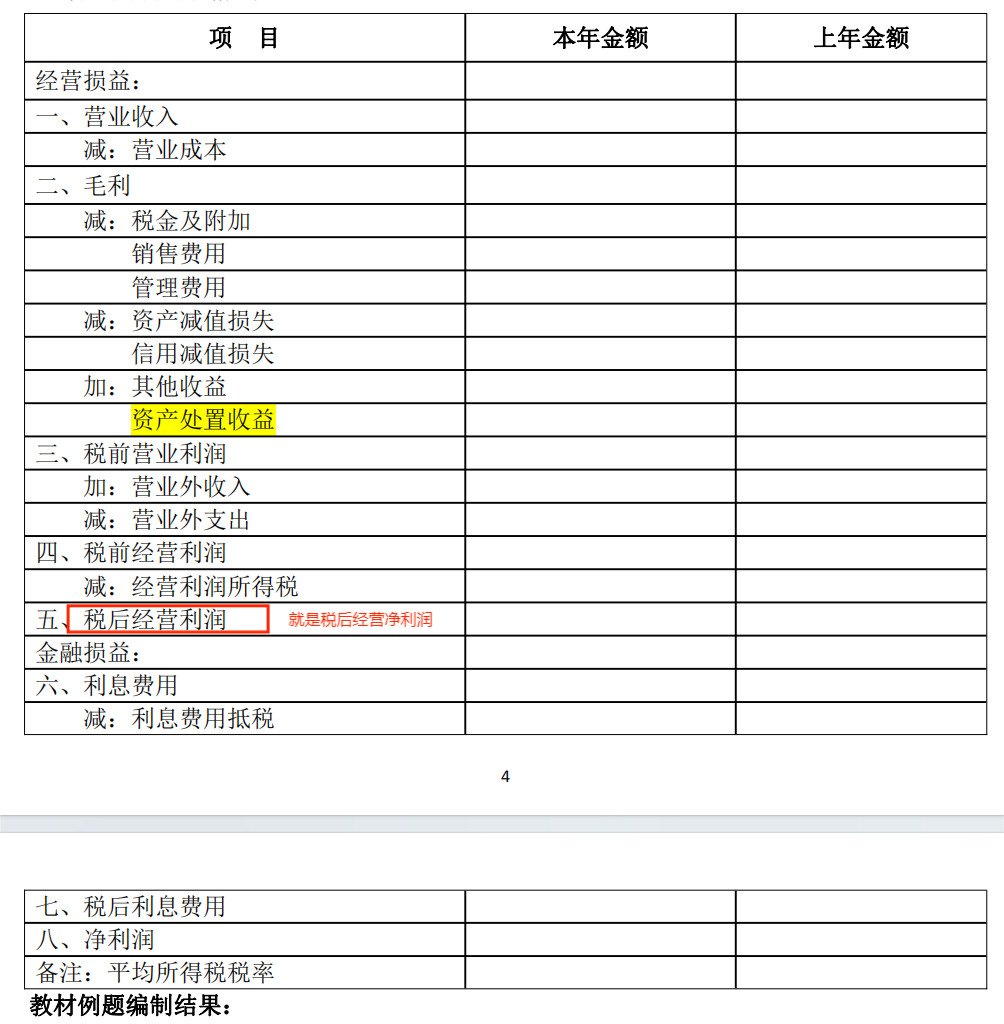 项 目 本年金额 上年金额
经营损益：
一、营业收入
减：营业成本
二、毛利
减：税金及附加
销售费用
管理费用
减：资产减值损失
信用减值损失
加：其他收益
资产处置收益
三、税前营业利润
加：营业外收入
减：营业外支出
四、税前经营利润
减：经营利润所得税
五、税后经营利润 就是税后经营净利润
金融损益：
六、利息费用
减：利息费用抵税
4
七、税后利息费用
八、净利润
备注：平均所得税税率
教材例题编制结果：